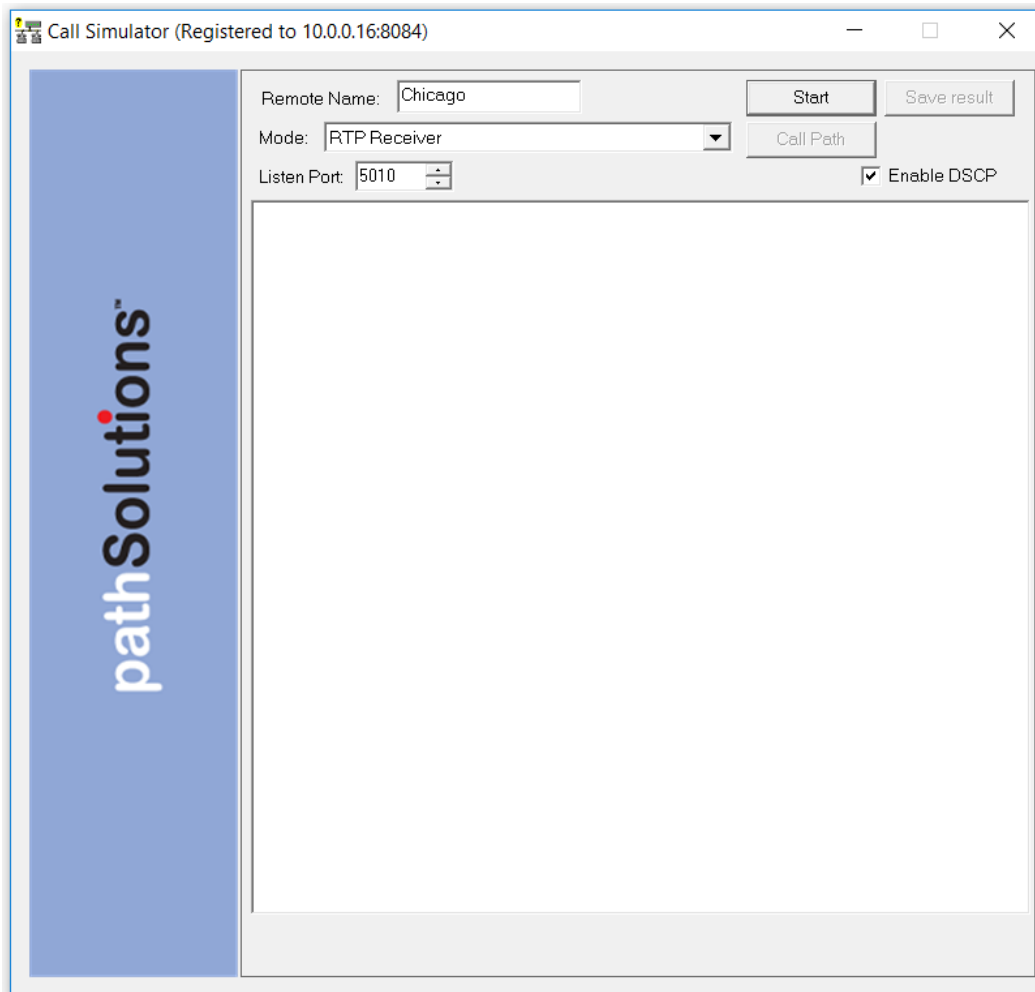 Call Simulator (Registered to 10.0.0.16:8084)
Remote Name: Chicago
Start
Save result
Mode: RTP Receiver
Call Path
Listen Port: 5010
Enable DSCP
pathSolutions™